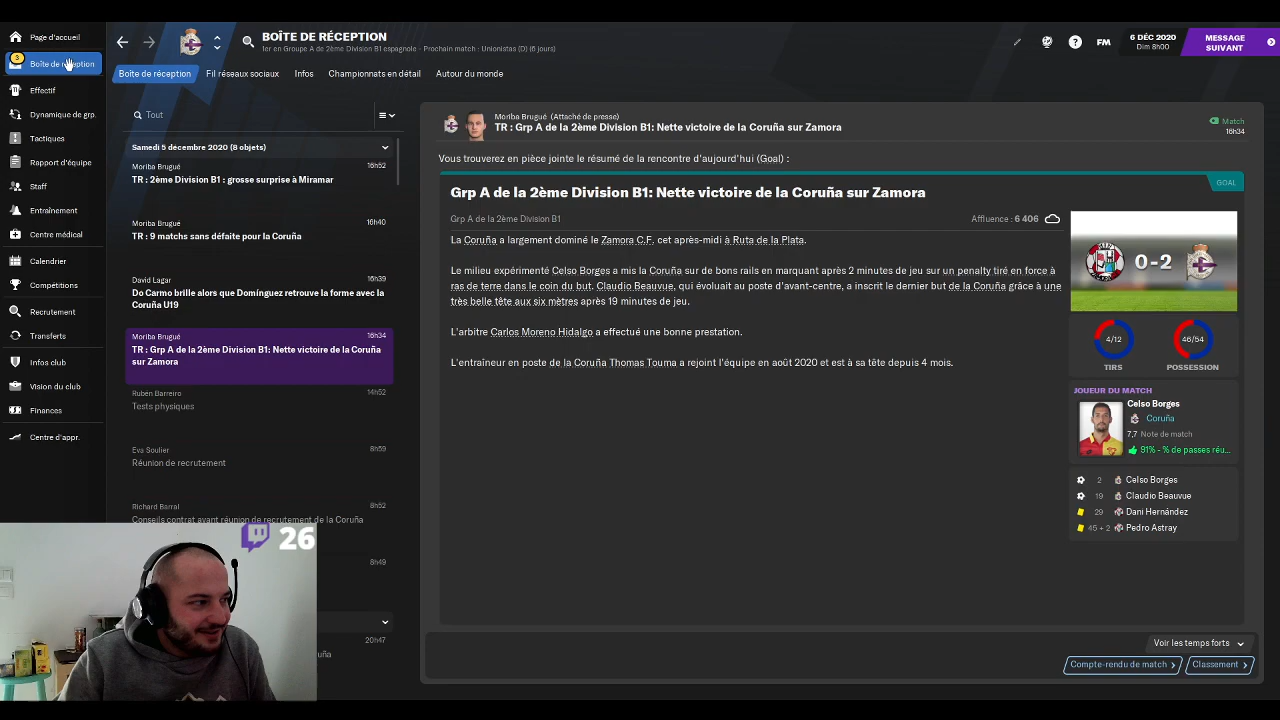 Page d'accueil
3
Boîte de réception
Effectif
Dynamique de grp.
Tactiques
Rapport d'équipe
Staff
Entraînement
Centre médical
Calendrier
Compétitions
Recrutement
Transferts
Infos club
Vision du club
Finances
Centre d'appr.
BOÎTE DE RÉCEPTION
1er en Groupe A de 2ème Division B1 espagnole - Prochain match : Unionistas (D) (6 jours)
FM
6 DÉC 2020
Dim 8h00
MESSAGE
SUIVANT
Boîte de réception
Fil réseaux sociaux
Infos
Championnats en détail
Autour du monde
Tout
Samedi 5 décembre 2020 (8 objets)
Moriba Brugué 16h52
TR : 2ème Division B1 : grosse surprise à Miramar
Moriba Brugué 16h40
TR : 9 matchs sans défaite pour la Coruña
David Lagar 16h39
Do Carmo brille alors que Domínguez retrouve la forme avec la
Coruña U19
Moriba Brugué 16h34
TR : Grp A de la 2ème Division B1: Nette victoire de la Coruña
sur Zamora
Rubén Barreiro 14h52
Tests physiques
Eva Soulier 8h59
Réunion de recrutement
Richard Barral 8h52
Conseils contrat avant réunion de recrutement de la Coruña
8h49
20h47
26
Moriba Brugué (Attaché de presse)
TR : Grp A de la 2ème Division B1: Nette victoire de la Coruña sur Zamora
Match
16h34
Vous trouverez en pièce jointe le résumé de la rencontre d'aujourd'hui (Goal) :
GOAL
Grp A de la 2ème Division B1: Nette victoire de la Coruña sur Zamora
Grp A de la 2ème Division B1
Affluence : 6 406
La Coruña a largement dominé le Zamora C.F. cet après-midi à Ruta de la Plata.
Le milieu expérimenté Celso Borges a mis la Coruña sur de bons rails en marquant après 2 minutes de jeu sur un penalty tiré en force à
ras de terre dans le coin du but. Claudio Beauvue, qui évoluait au poste d'avant-centre, a inscrit le dernier but de la Coruña grâce à une
très belle tête aux six mètres après 19 minutes de jeu.
L'arbitre Carlos Moreno Hidalgo a effectué une bonne prestation.
L'entraîneur en poste de la Coruña Thomas Touma a rejoint l'équipe en août 2020 et est à sa tête depuis 4 mois.
0-2
4/12
46/54
TIRS
POSSESSION
JOUEUR DU MATCH
Celso Borges
Coruña
7,7 Note de match
91% - % de passes réu...
2 Celso Borges
19 Claudio Beauvue
29 Dani Hernández
45 + 2 Pedro Astray
Voir les temps forts
Compte-rendu de match
Classement